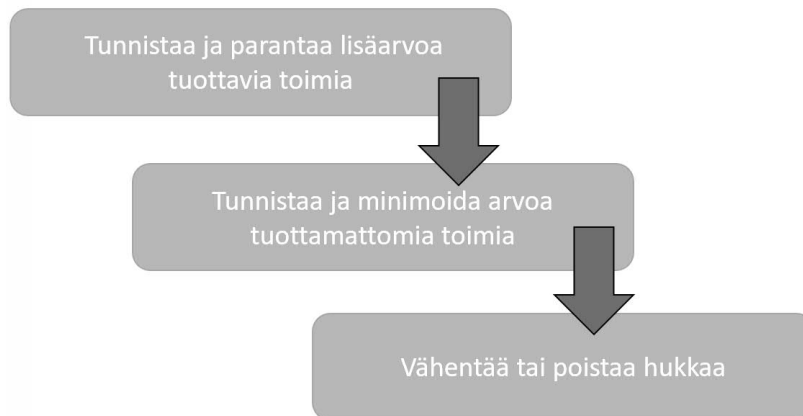 Tunnistaa ja parantaa lisäarvoa
tuottavia toimia
Tunnistaa ja minimoida arvoa
tuottamattomia toimia
Vähentää tai poistaa hukkaa